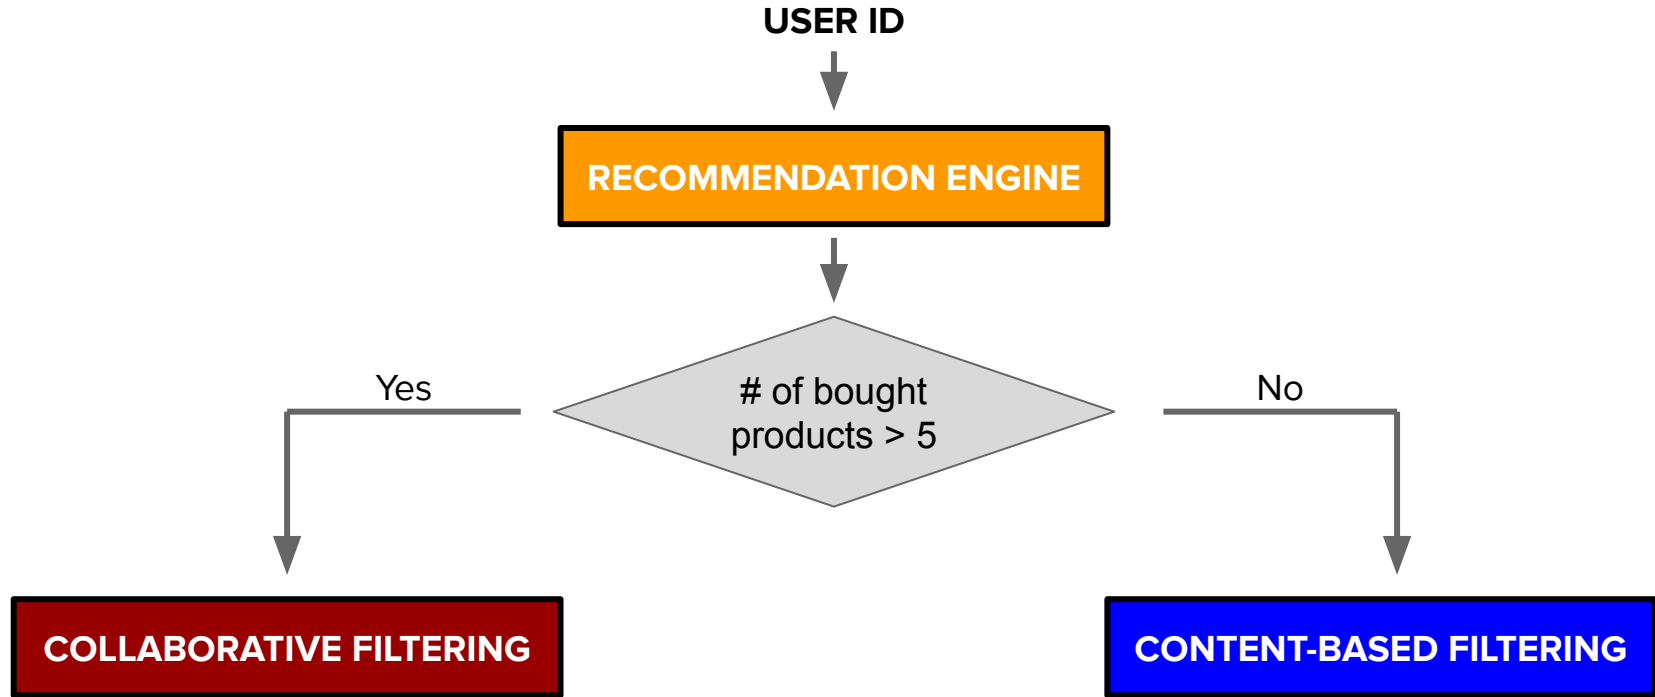 USER ID
RECOMMENDATION ENGINE
Yes
# of bought
products > 5
No
COLLABORATIVE FILTERING
CONTENT-BASED FILTERING